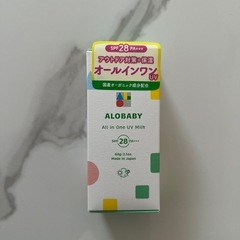 SPF28 PA+++
アウトドア対策+保湿
オールインワン
UV
国産オーガニック成分配合
ALOBABY
All in One UV Milk
SPF 28 PA+++
Made in Japan